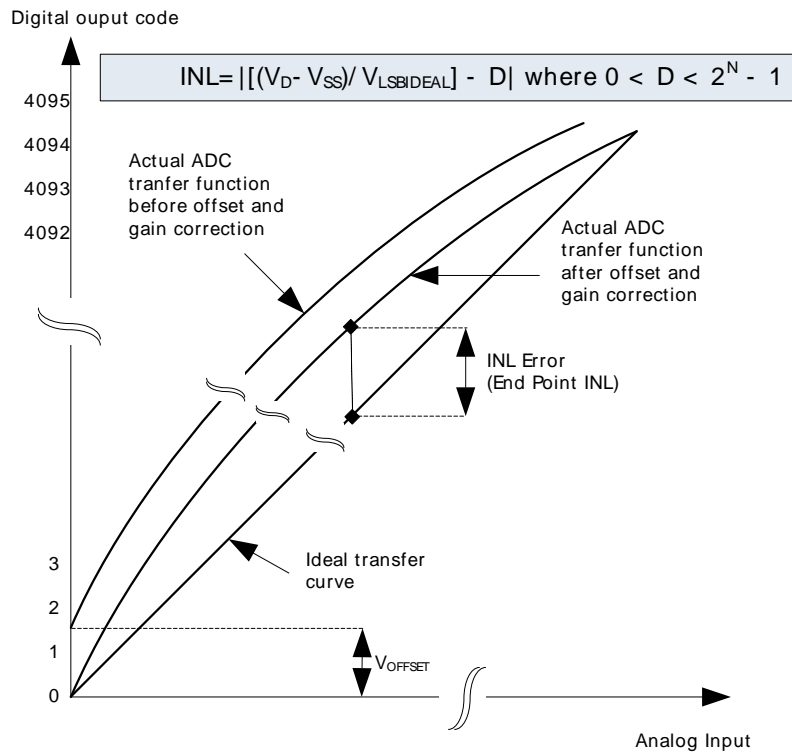 Digital ouput code
INL= |[(VD- VSS)/ VLSBIDEAL] - D| where 0 < D < 2^N - 1
4095
4094
4093
4092
Actual ADC
tranfer function
before offset and
gain correction
Actual ADC
tranfer function
after offset and
gain correction
INL Error
(End Point INL)
3
2
1
0
Ideal transfer
curve
VOFFSET
Analog Input